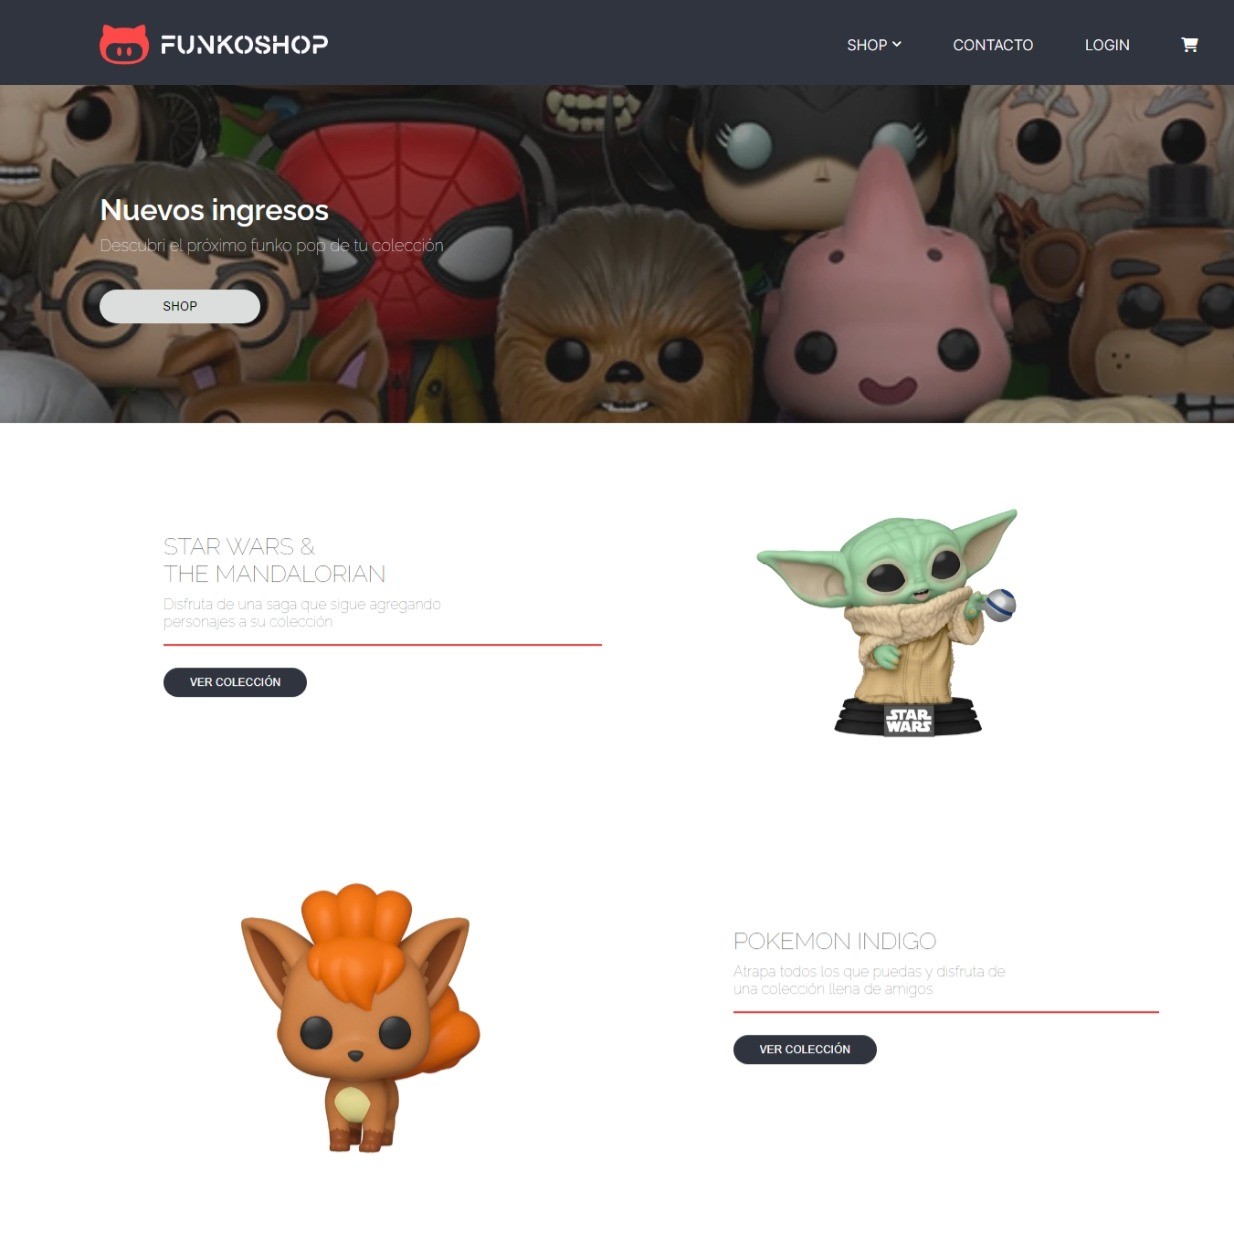 FUNKOSHOP
SHOP
CONTACTO
LOGIN
Nuevos ingresos
Descubri el próximo funko pop de tu colección
SHOP
STAR WARS &
THE MANDALORIAN
Disfruta de una saga que sigue agregando
personajes a su colección
VER COLECCIÓN
STAR
WARS
POKEMON INDIGO
Atrapa todos los que puedas y disfruta de
una colección llena de amigos
VER COLECCIÓN